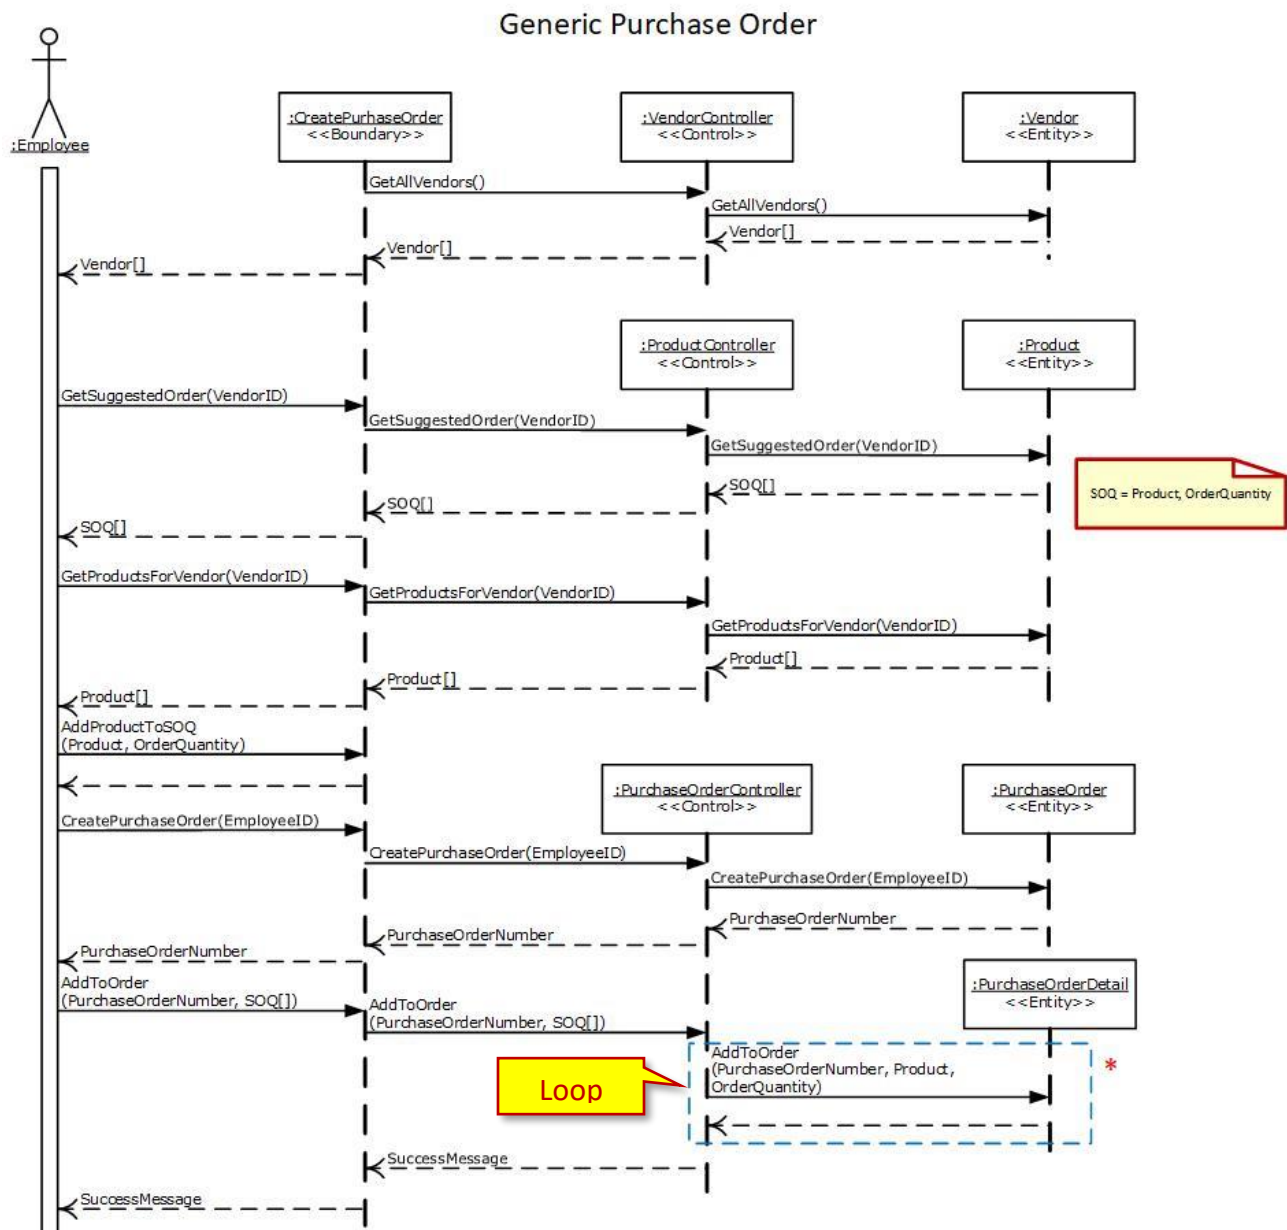 Generic Purchase Order
:Employee
:CreatePurhaseOrder
<<Boundary>>
:VendorController
<<Control>>
:Vendor
<<Entity>>
GetAllVendors()
GetAllVendors()
Vendor[]
Vendor[]
Vendor[]
:ProductController
<<Control>>
:Product
<<Entity>>
GetSuggestedOrder(VendorID)
GetSuggestedOrder(VendorID)
GetSuggestedOrder(VendorID)
SOQ = Product, OrderQuantity
SOQ[]
SOQ[]
SOQ[]
GetProductsForVendor(VendorID)
GetProductsForVendor(VendorID)
GetProductsForVendor(VendorID)
Product[]
Product[]
Product[]
AddProductToSOQ
(Product, OrderQuantity)
:PurchaseOrderController
<<Control>>
:PurchaseOrder
<<Entity>>
CreatePurchaseOrder(EmployeeID)
CreatePurchaseOrder(EmployeeID)
CreatePurchaseOrder(EmployeeID)
PurchaseOrderNumber
PurchaseOrderNumber
PurchaseOrderNumber
:PurchaseOrderDetail
<<Entity>>
AddToOrder
(PurchaseOrderNumber, SOQ[])
AddToOrder
(PurchaseOrderNumber, SOQ[])
AddToOrder
(PurchaseOrderNumber, Product,
OrderQuantity)
*
Loop
SuccessMessage
SuccessMessage